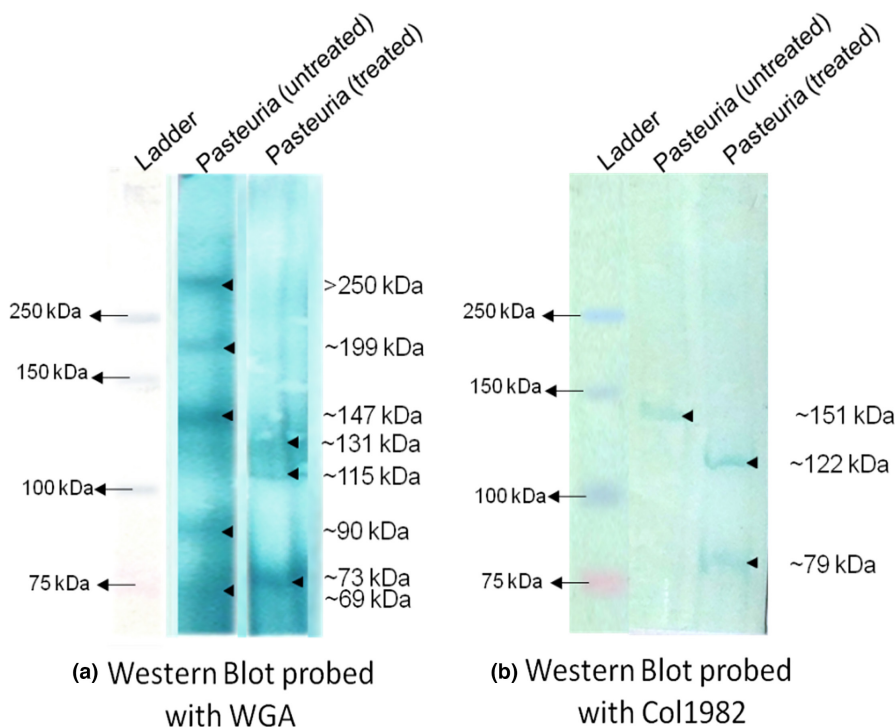 Ladder
Pasteuria (untreated)
Pasteuria (treated)
250 kDa
150 kDa
100 kDa
75 kDa
>250 kDa
~199 kDa
~147 kDa
~131 kDa
~115 kDa
~90 kDa
~73 kDa
~69 kDa
(a) Western Blot probed
with WGA
Ladder
Pasteuria (untreated)
Pasteuria (treated)
250 kDa
150 kDa
100 kDa
75 kDa
~151 kDa
~122 kDa
~79 kDa
(b) Western Blot probed
with Col1982